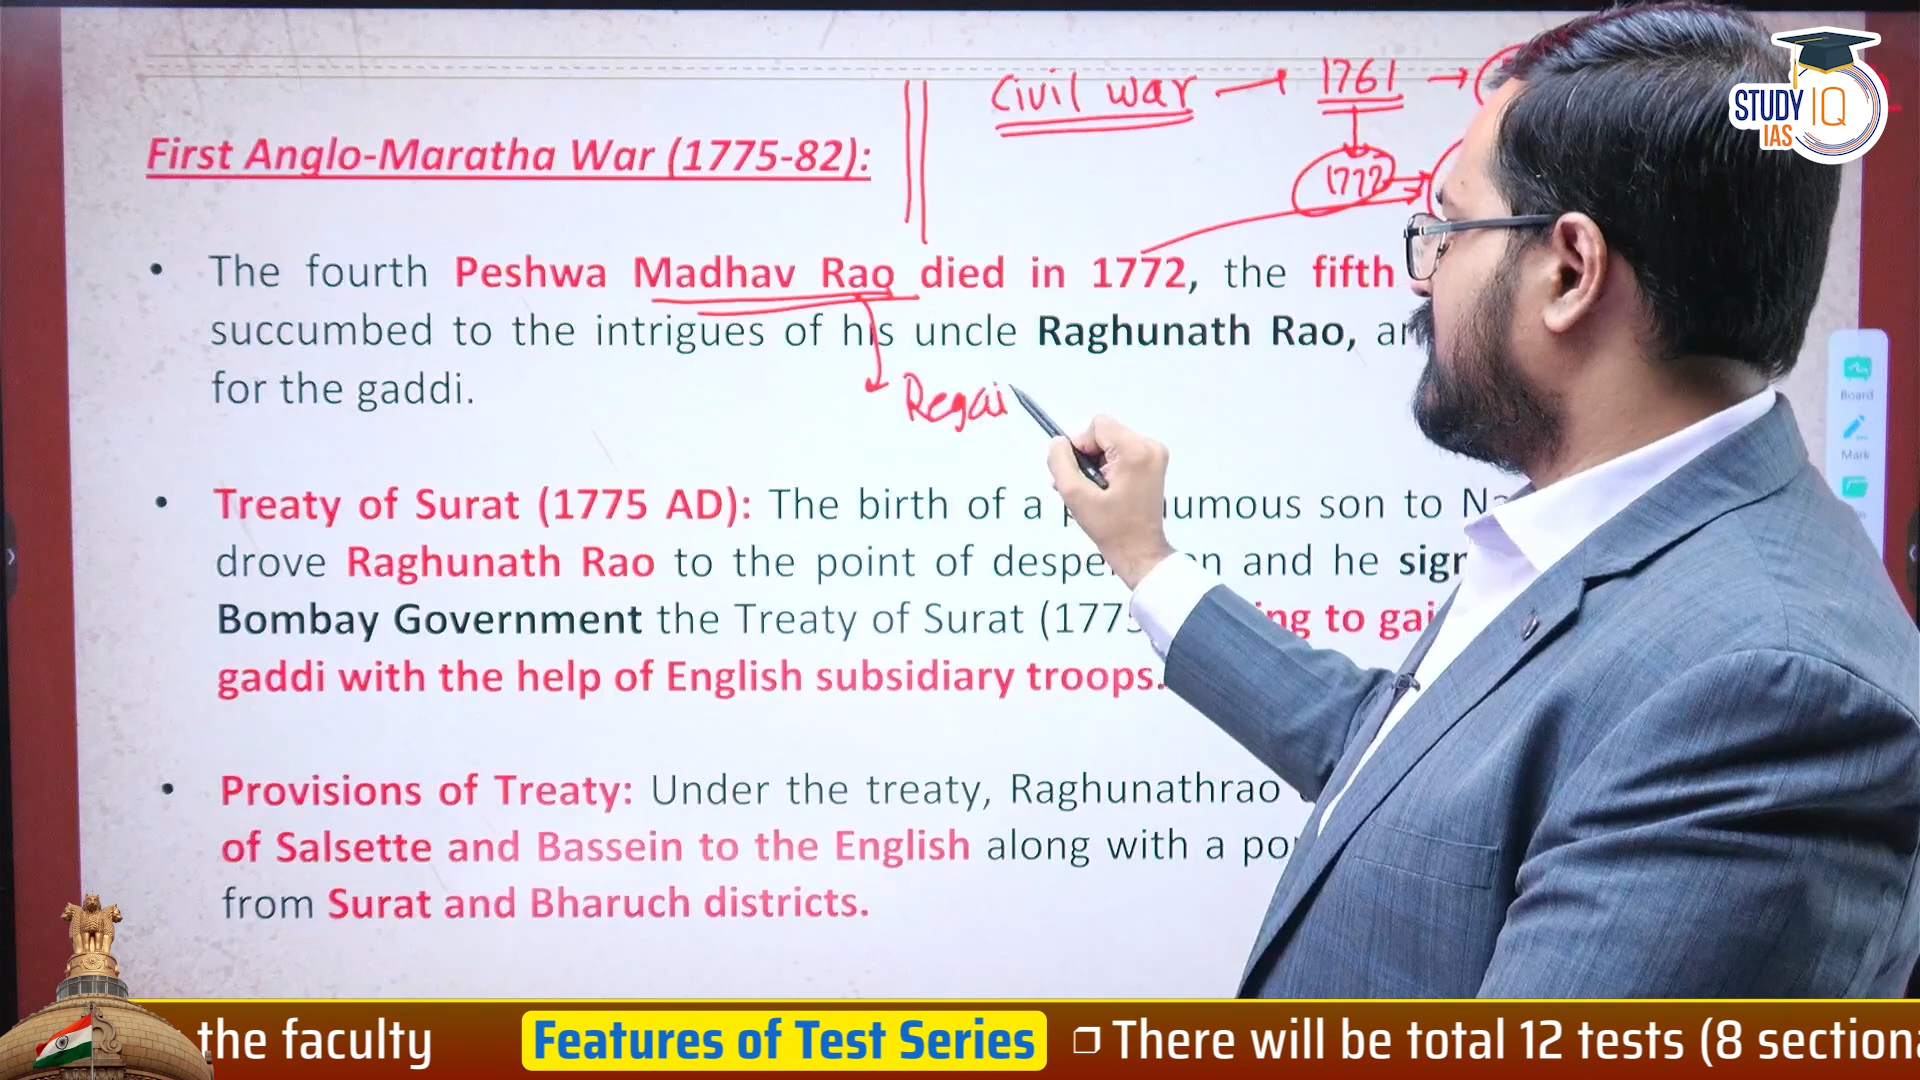 Civil war → 1761 →
STUDY IQ
IAS
First Anglo-Maratha War (1775-82):
1772
• The fourth Peshwa Madhav Rao died in 1772, the fifth
succumbed to the intrigues of his uncle Raghunath Rao,
for the gaddi.
Regai
Board
Mark
• Treaty of Surat (1775 AD): The birth of a umous son to
drove Raghunath Rao to the point of despe n and he sig
Bombay Government the Treaty of Surat (1775 ng to gai
gaddi with the help of English subsidiary troops.
• Provisions of Treaty: Under the treaty, Raghunathrao
of Salsette and Bassein to the English along with a po
from Surat and Bharuch districts.
the faculty Features of Test Series ❐ There will be total 12 tests (8 sectiona